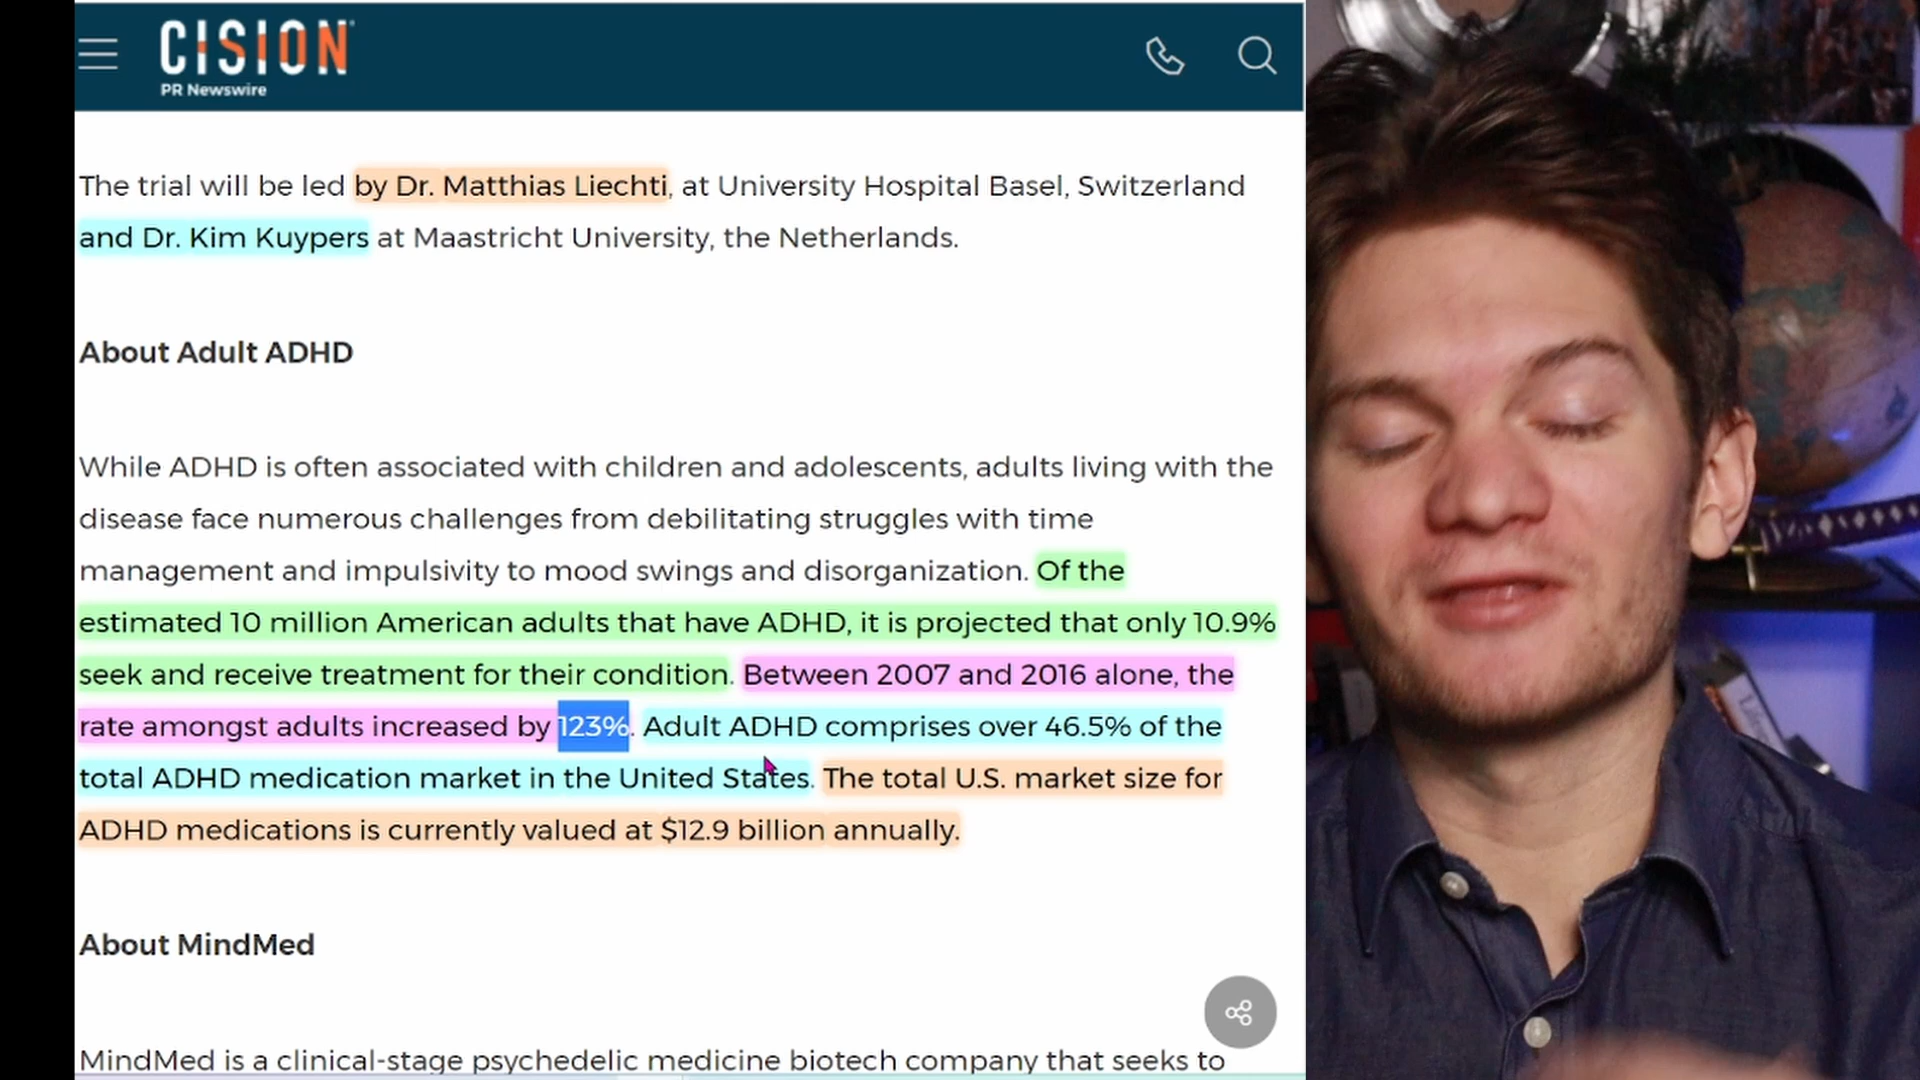 CISION
PR Newswire
The trial will be led by Dr. Matthias Liechti, at University Hospital Basel, Switzerland
and Dr. Kim Kuypers at Maastricht University, the Netherlands.
About Adult ADHD
While ADHD is often associated with children and adolescents, adults living with the
disease face numerous challenges from debilitating struggles with time
management and impulsivity to mood swings and disorganization. Of the
estimated 10 million American adults that have ADHD, it is projected that only 10.9%
seek and receive treatment for their condition. Between 2007 and 2016 alone, the
rate amongst adults increased by 123%. Adult ADHD comprises over 46.5% of the
total ADHD medication market in the United States. The total U.S. market size for
ADHD medications is currently valued at $12.9 billion annually.
About MindMed
MindMed is a clinical-stage psychedelic medicine biotech company that seeks to